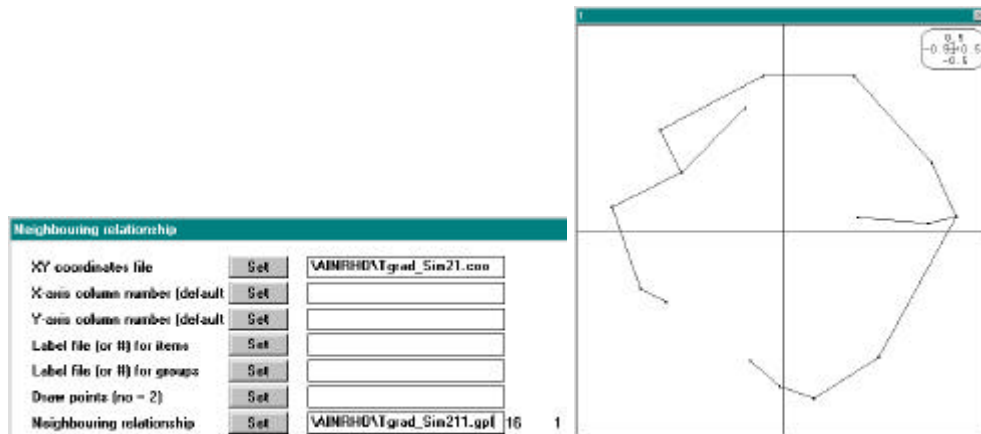 Neighbouring relationship
XY coordinates file Set \AINRHO\Tgrad_Sim21.coo
X-axis column number (default Set
Y-axis column number (default Set
Label file (or #) for items Set
Label file (or #) for groups Set
Draw points (no = 2) Set
Neighbouring relationship Set \AINRHO\Tgrad_Sim211.gpl 16 1
1
0.5
-0.5 0.5
-0.5